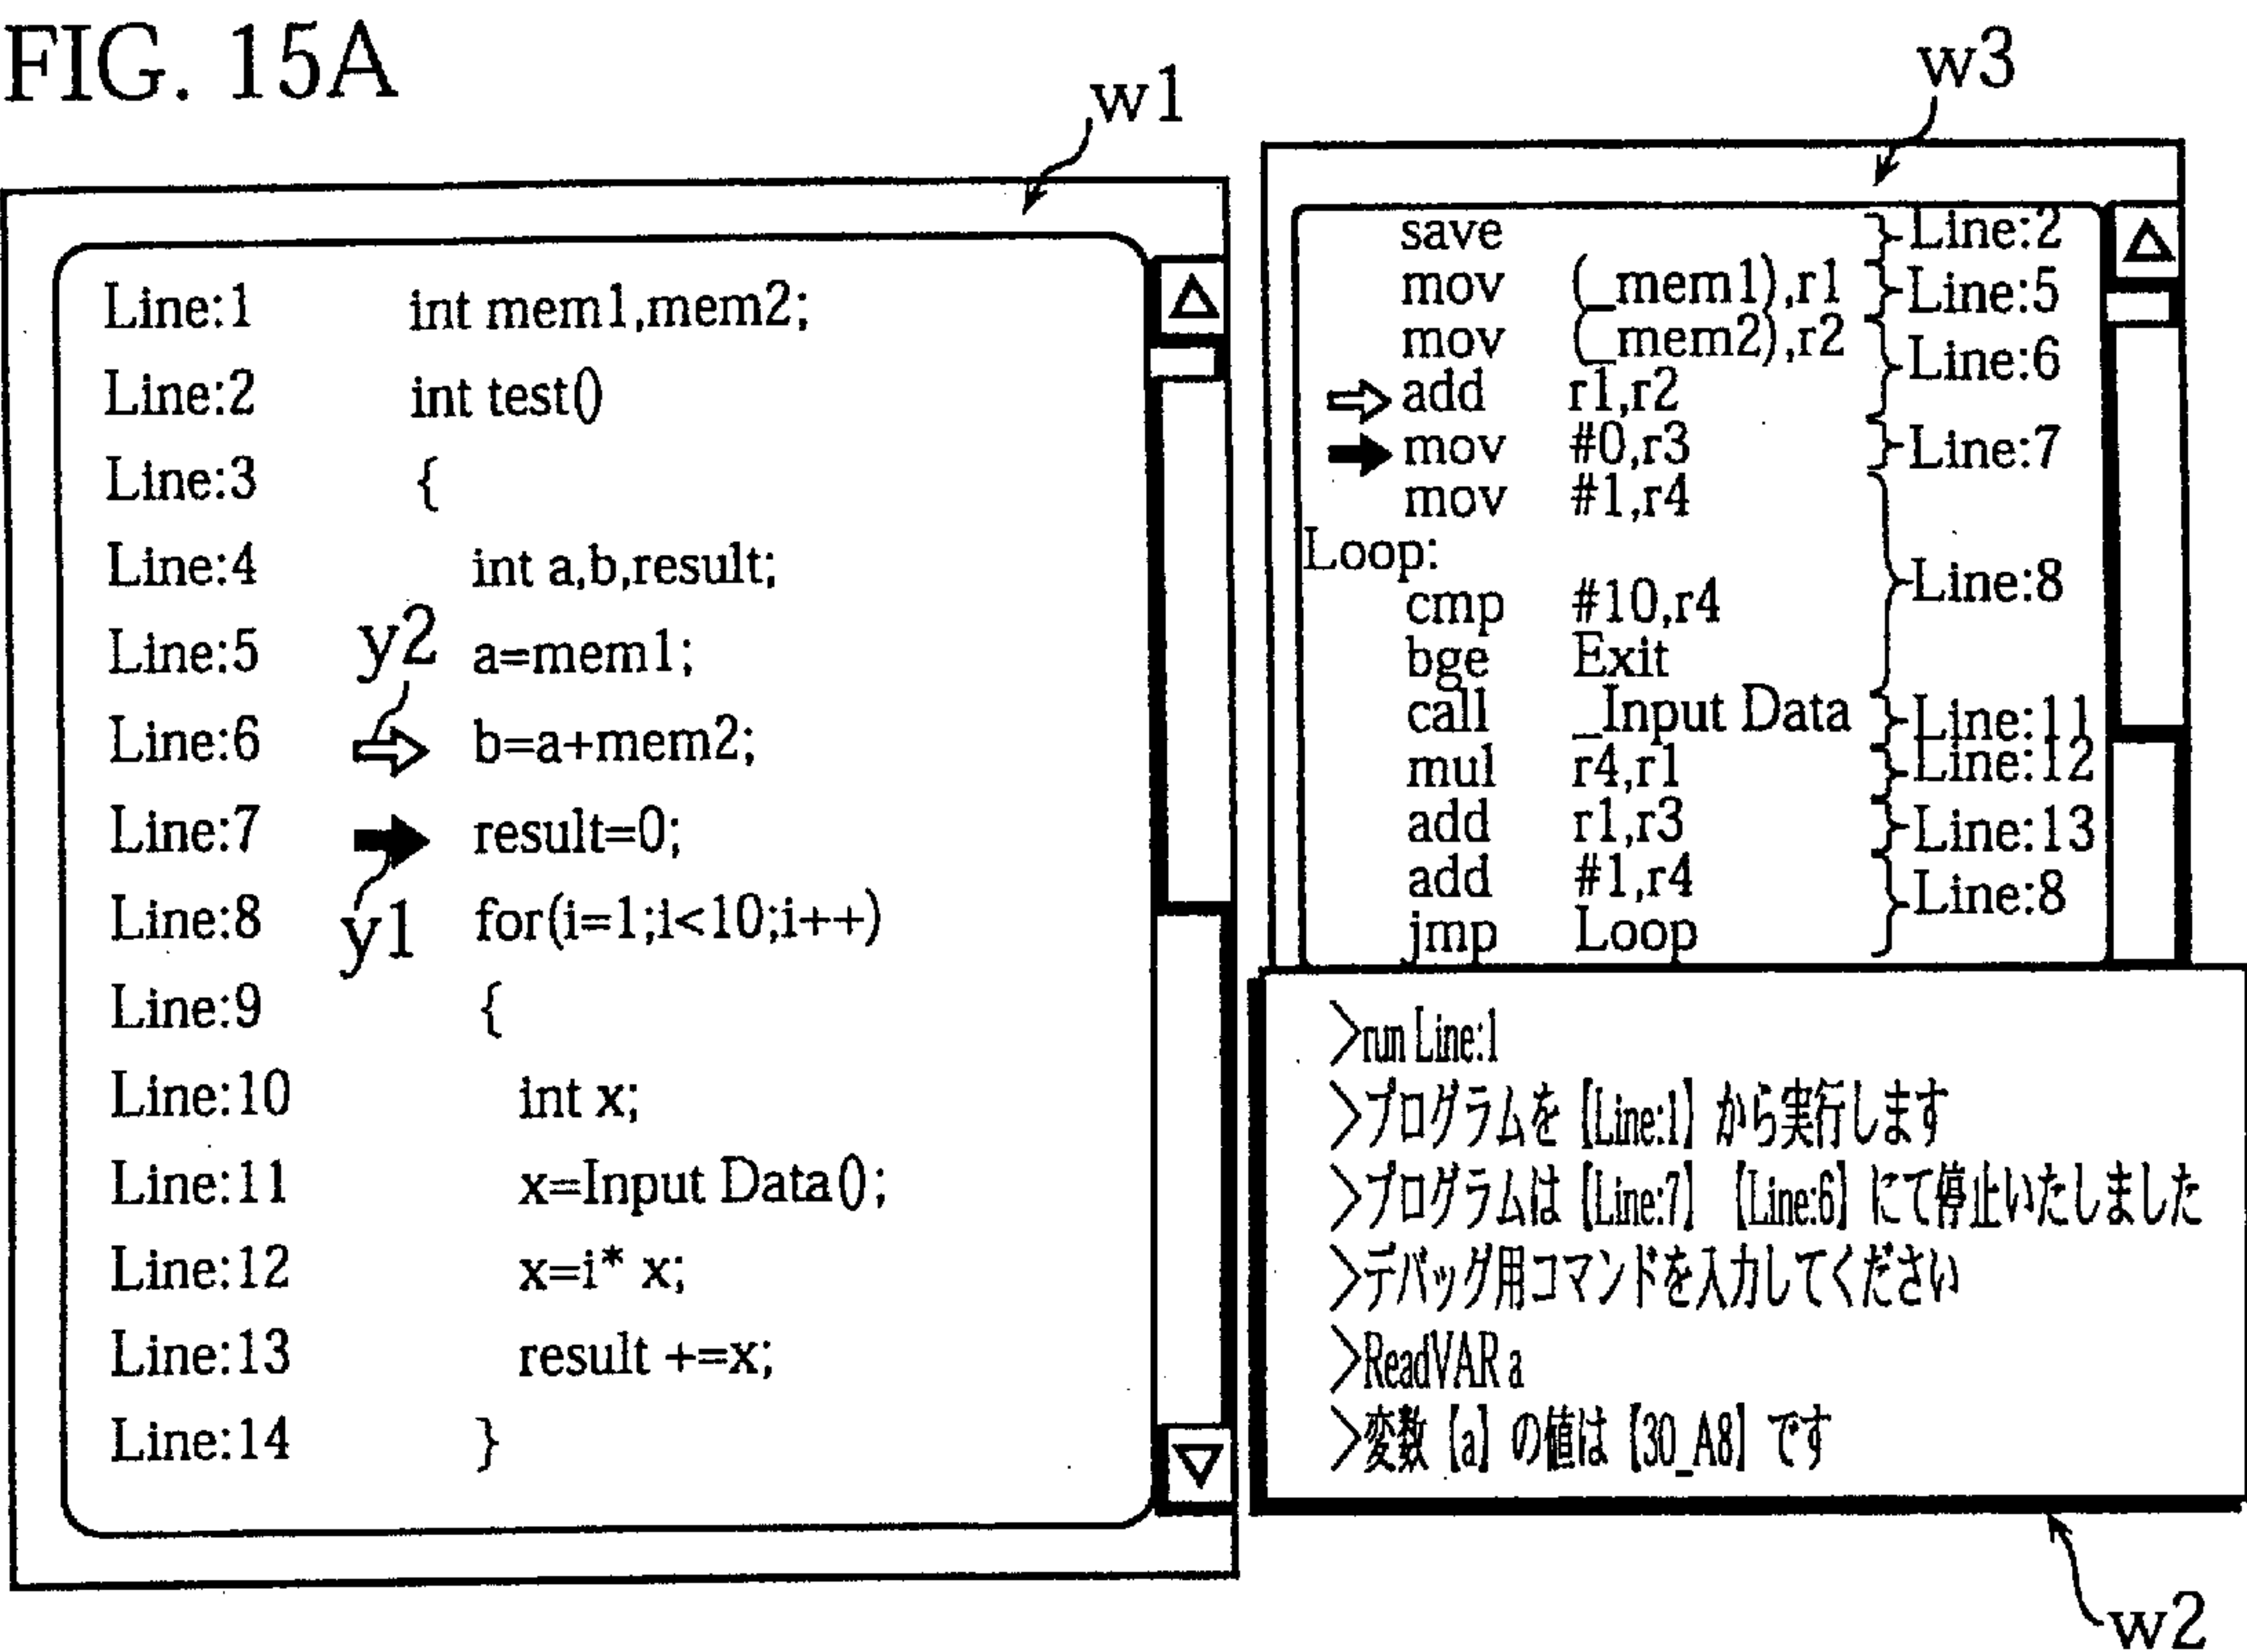 FIG. 15A
w1
Line:1 int mem1,mem2;
Line:2 int test()
Line:3 {
Line:4 int a,b,result;
y2
Line:5 a=mem1;
Line:6 b=a+mem2;
Line:7 result=0;
y1
Line:8 for(i=1;i<10;i++)
Line:9 {
Line:10 int x;
Line:11 x=Input Data();
Line:12 x=i* x;
Line:13 result +=x;
Line:14 }
w3
save Line:2
mov (_mem1),r1 Line:5
mov (_mem2),r2 Line:6
add r1,r2
mov #0,r3 Line:7
mov #1,r4
Loop: Line:8
cmp #10,r4
bge Exit
call _Input Data Line:11
mul r4,r1 Line:12
add r1,r3 Line:13
add #1,r4 Line:8
jmp Loop
>run Line:1
>プログラムを【Line:1】から実行します
>プログラムは【Line:7】【Line:6】にて停止いたしました
>デバッグ用コマンドを入力してください
>ReadVAR a
>変数【a】の値は【30_A8】です
w2